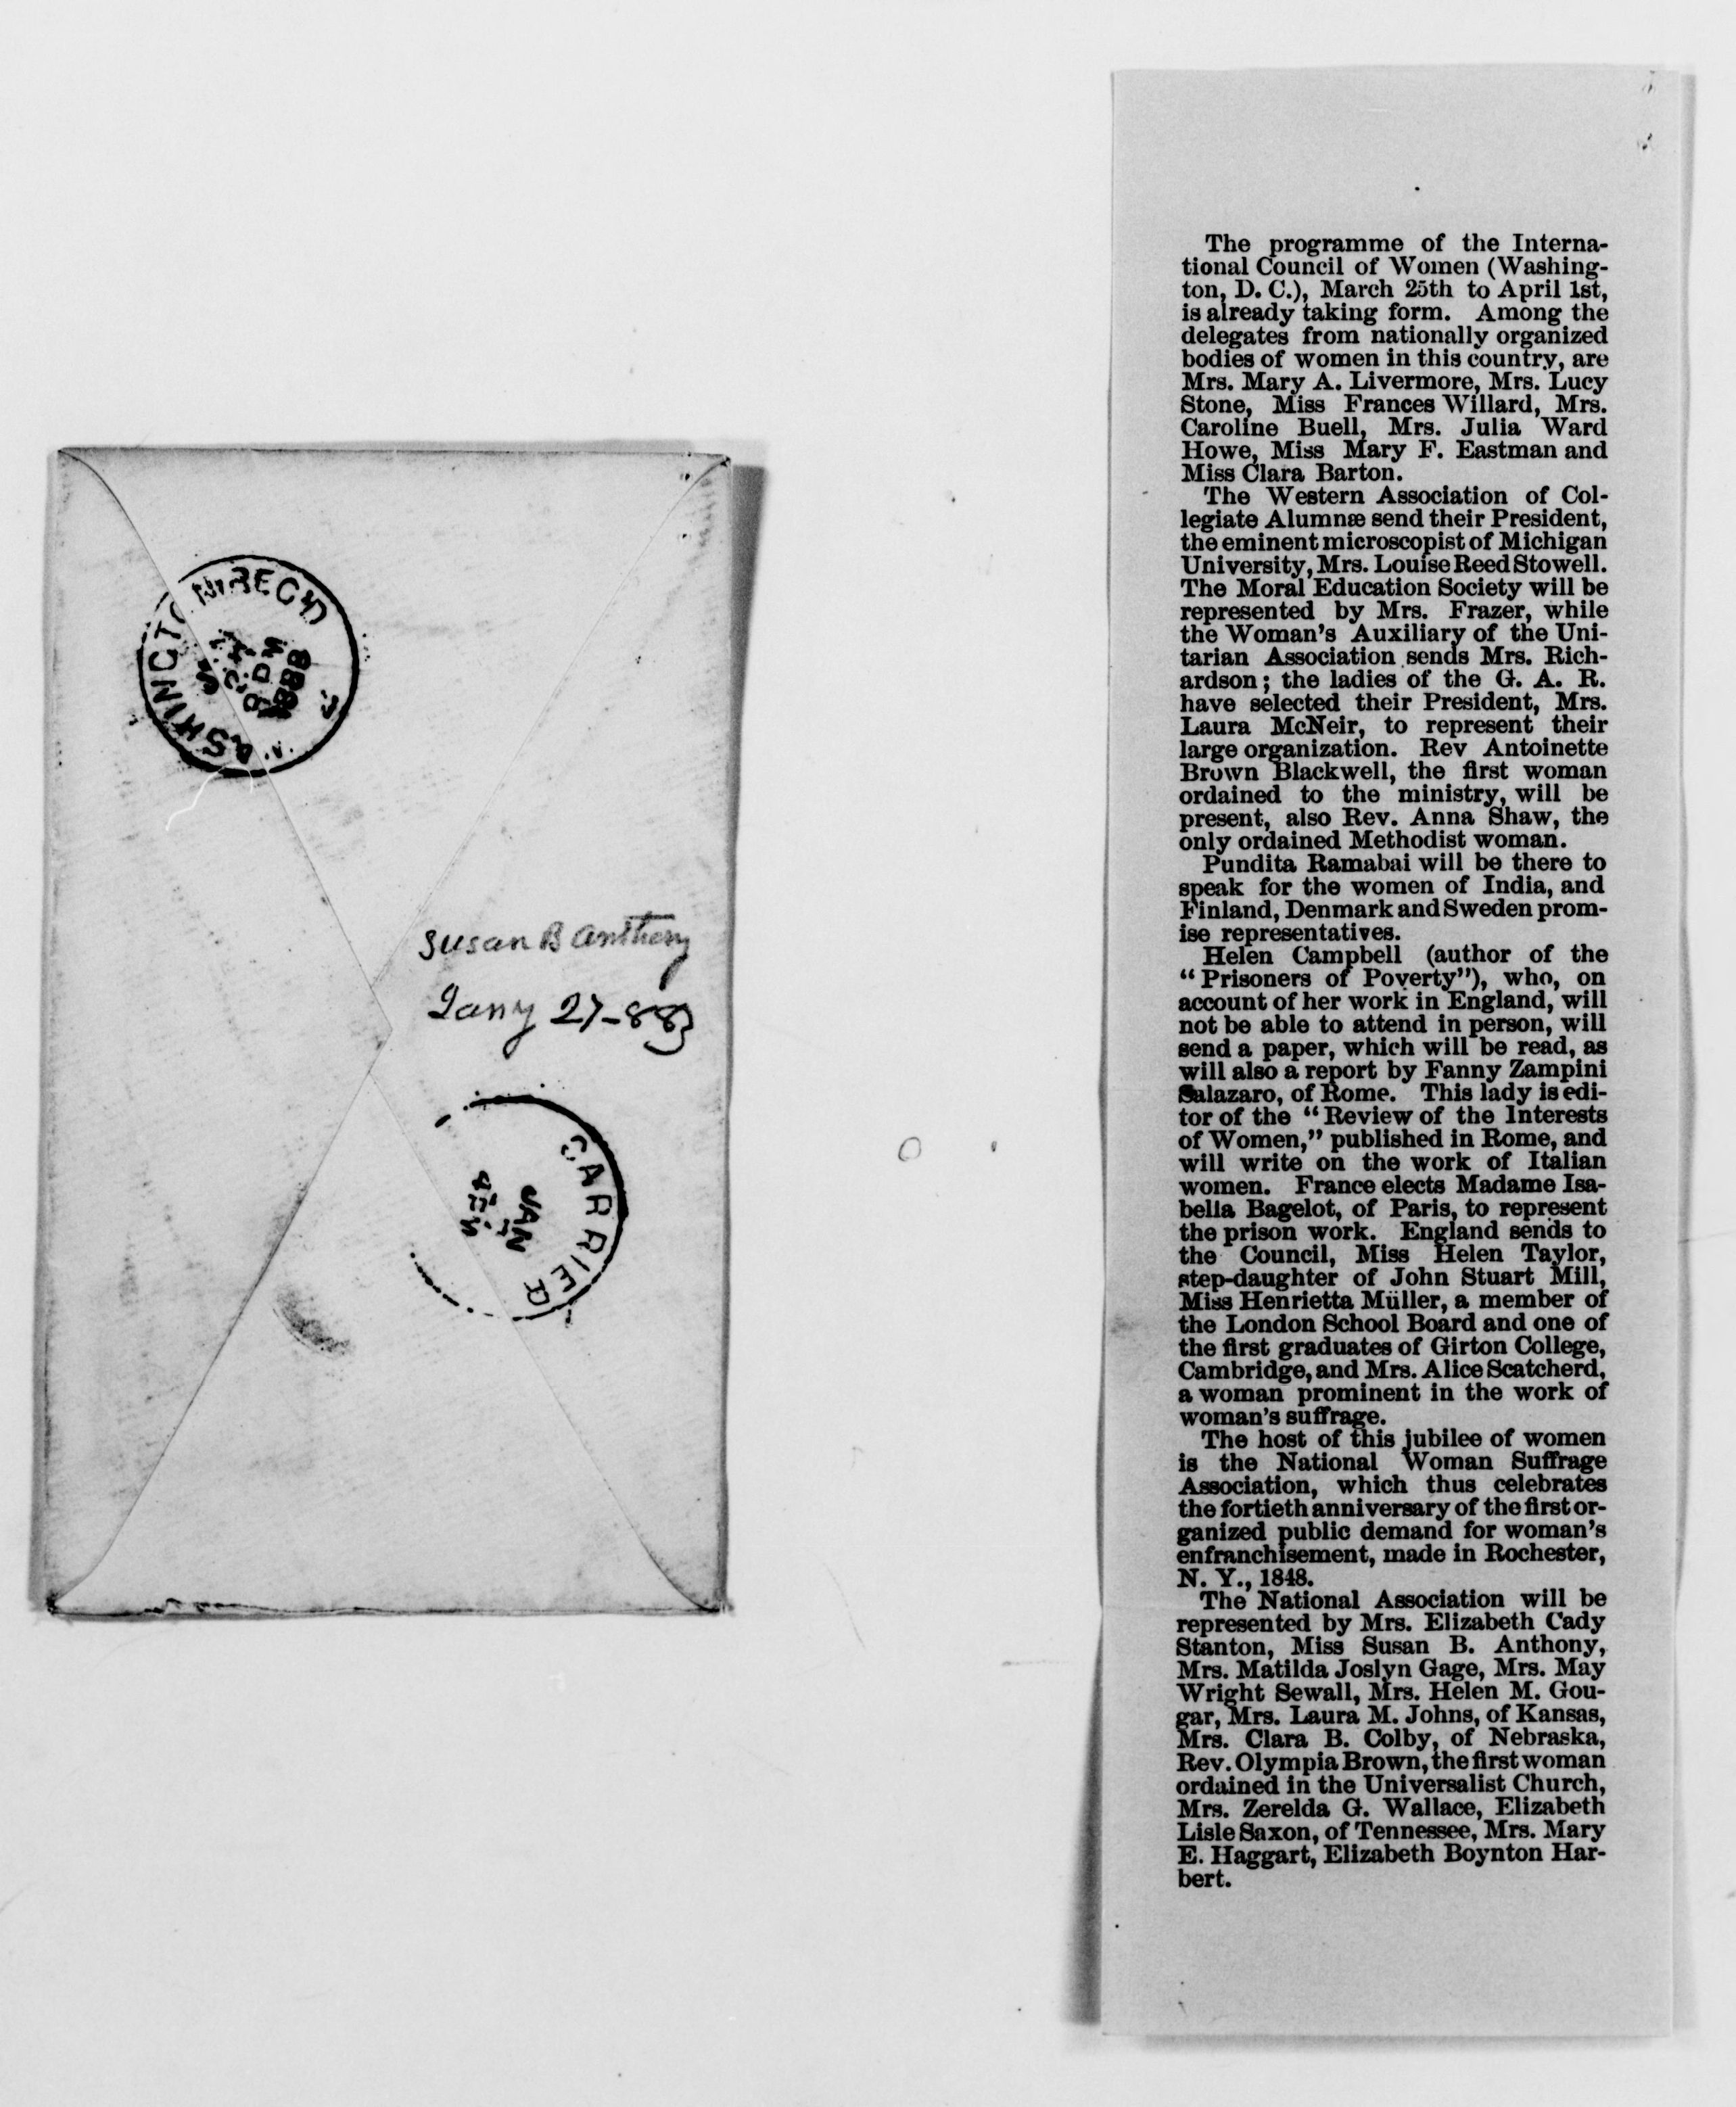 WASHINGTON REC'D
1888
Susan B Anthony
Jany 27-88
CARRIER
JAN
The programme of the Interna-
tional Council of Women (Washing-
ton, D. C.), March 25th to April 1st,
is already taking form. Among the
delegates from nationally organized
bodies of women in this country, are
Mrs. Mary A. Livermore, Mrs. Lucy
Stone, Miss Frances Willard, Mrs.
Caroline Buell, Mrs. Julia Ward
Howe, Miss Mary F. Eastman and
Miss Clara Barton.
The Western Association of Col-
legiate Alumnæ send their President,
the eminent microscopist of Michigan
University, Mrs. Louise Reed Stowell.
The Moral Education Society will be
represented by Mrs. Frazer, while
the Woman's Auxiliary of the Uni-
tarian Association sends Mrs. Rich-
ardson; the ladies of the G. A. R.
have selected their President, Mrs.
Laura McNeir, to represent their
large organization. Rev Antoinette
Brown Blackwell, the first woman
ordained to the ministry, will be
present, also Rev. Anna Shaw, the
only ordained Methodist woman.
Pundita Ramabai will be there to
speak for the women of India, and
Finland, Denmark and Sweden prom-
ise representatives.
Helen Campbell (author of the
"Prisoners of Poverty"), who, on
account of her work in England, will
not be able to attend in person, will
send a paper, which will be read, as
will also a report by Fanny Zampini
Salazaro, of Rome. This lady is edi-
tor of the "Review of the Interests
of Women," published in Rome, and
will write on the work of Italian
women. France elects Madame Isa-
bella Bagelot, of Paris, to represent
the prison work. England sends to
the Council, Miss Helen Taylor,
step-daughter of John Stuart Mill,
Miss Henrietta Müller, a member of
the London School Board and one of
the first graduates of Girton College,
Cambridge, and Mrs. Alice Scatcherd,
a woman prominent in the work of
woman's suffrage.
The host of this jubilee of women
is the National Woman Suffrage
Association, which thus celebrates
the fortieth anniversary of the first or-
ganized public demand for woman's
enfranchisement, made in Rochester,
N. Y., 1848.
The National Association will be
represented by Mrs. Elizabeth Cady
Stanton, Miss Susan B. Anthony,
Mrs. Matilda Joslyn Gage, Mrs. May
Wright Sewall, Mrs. Helen M. Gou-
gar, Mrs. Laura M. Johns, of Kansas,
Mrs. Clara B. Colby, of Nebraska,
Rev. Olympia Brown, the first woman
ordained in the Universalist Church,
Mrs. Zerelda G. Wallace, Elizabeth
Lisle Saxon, of Tennessee, Mrs. Mary
E. Haggart, Elizabeth Boynton Har-
bert.